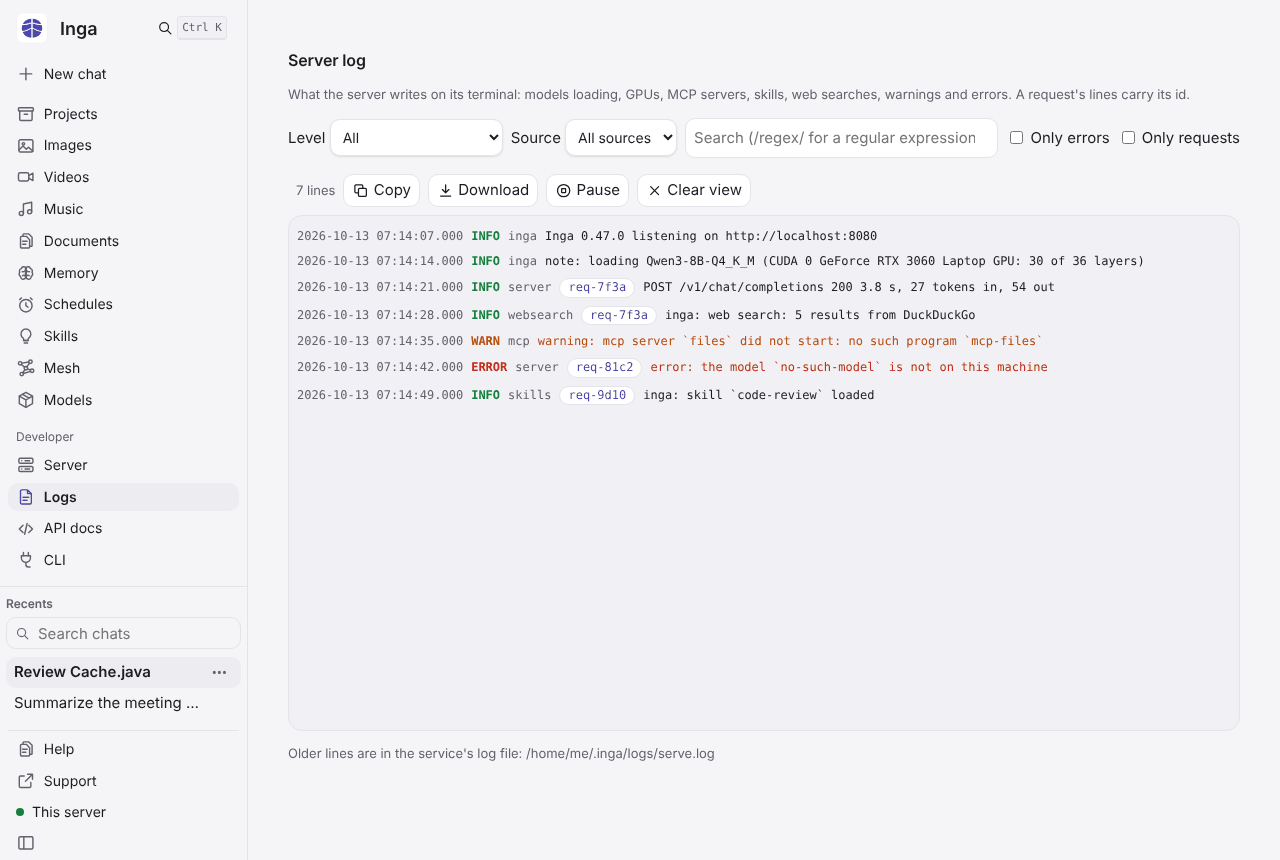 Inga
Ctrl K
New chat
Projects
Images
Videos
Music
Documents
Memory
Schedules
Skills
Mesh
Models
Developer
Server
Logs
API docs
CLI
Recents
Search chats
Review Cache.java
Summarize the meeting ...
Help
Support
This server
Server log
What the server writes on its terminal: models loading, GPUs, MCP servers, skills, web searches, warnings and errors. A request's lines carry its id.
Level All Source All sources Search (/regex/ for a regular expression Only errors Only requests
7 lines Copy Download Pause Clear view
2026-10-13 07:14:07.000 INFO inga Inga 0.47.0 listening on http://localhost:8080
2026-10-13 07:14:14.000 INFO inga note: loading Qwen3-8B-Q4_K_M (CUDA 0 GeForce RTX 3060 Laptop GPU: 30 of 36 layers)
2026-10-13 07:14:21.000 INFO server req-7f3a POST /v1/chat/completions 200 3.8 s, 27 tokens in, 54 out
2026-10-13 07:14:28.000 INFO websearch req-7f3a inga: web search: 5 results from DuckDuckGo
2026-10-13 07:14:35.000 WARN mcp warning: mcp server `files` did not start: no such program `mcp-files`
2026-10-13 07:14:42.000 ERROR server req-81c2 error: the model `no-such-model` is not on this machine
2026-10-13 07:14:49.000 INFO skills req-9d10 inga: skill `code-review` loaded
Older lines are in the service's log file: /home/me/.inga/logs/serve.log